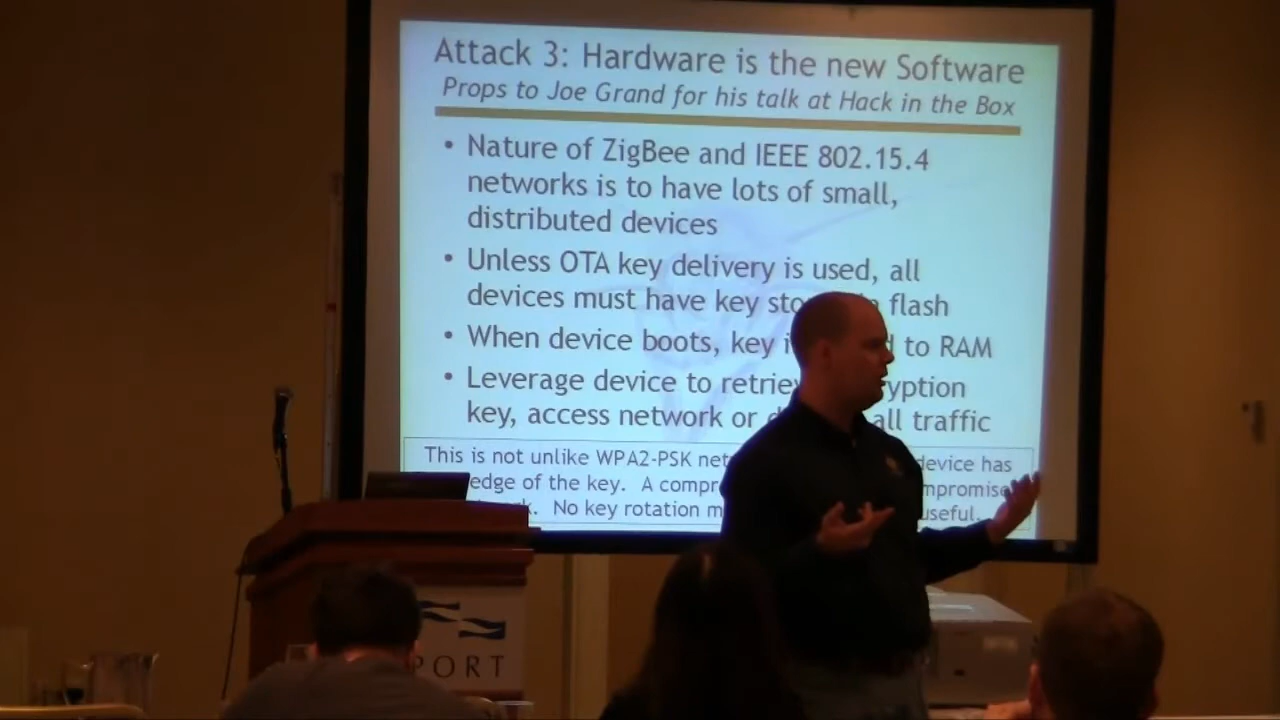 Attack 3: Hardware is the new Software
Props to Joe Grand for his talk at Hack in the Box
• Nature of ZigBee and IEEE 802.15.4
networks is to have lots of small,
distributed devices
• Unless OTA key delivery is used, all
devices must have key flash
• When device boots, key to RAM
• Leverage device to
key, access network or all traffic
This is not unlike WPA2-PSK device has
of the key. A
No key rotation useful.
PORT